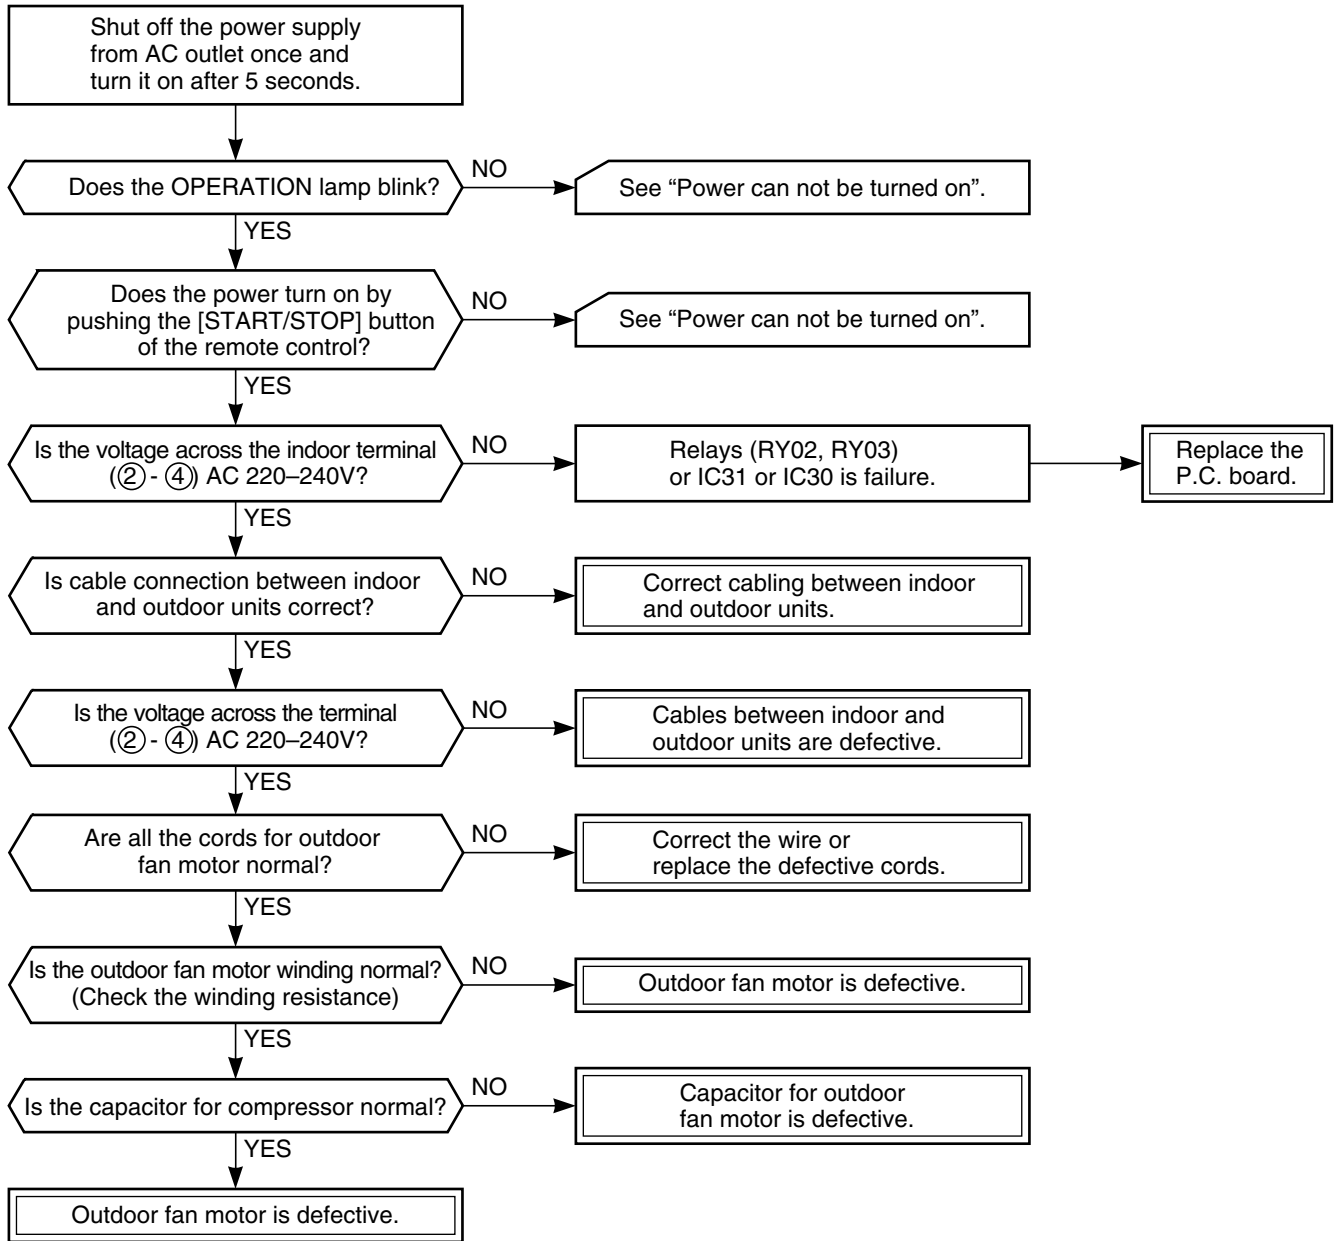 Shut off the power supply
from AC outlet once and
turn it on after 5 seconds.
Does the OPERATION lamp blink?
NO
See “Power can not be turned on”.
YES
Does the power turn on by
pushing the [START/STOP] button
of the remote control?
NO
See “Power can not be turned on”.
YES
Is the voltage across the indoor terminal
(② - ④) AC 220–240V?
NO
Relays (RY02, RY03)
or IC31 or IC30 is failure.
Replace the
P.C. board.
YES
Is cable connection between indoor
and outdoor units correct?
NO
Correct cabling between indoor
and outdoor units.
YES
Is the voltage across the terminal
(② - ④) AC 220–240V?
NO
Cables between indoor and
outdoor units are defective.
YES
Are all the cords for outdoor
fan motor normal?
NO
Correct the wire or
replace the defective cords.
YES
Is the outdoor fan motor winding normal?
(Check the winding resistance)
NO
Outdoor fan motor is defective.
YES
Is the capacitor for compressor normal?
NO
Capacitor for outdoor
fan motor is defective.
YES
Outdoor fan motor is defective.